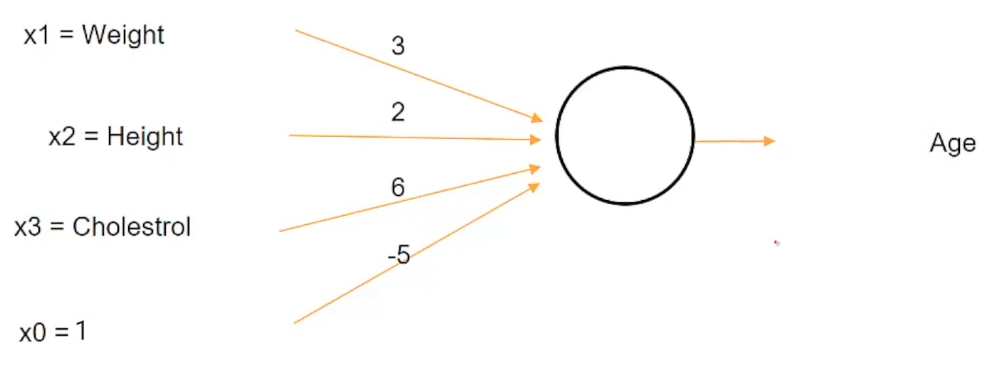 x1 = Weight
3
2
x2 = Height
Age
6
x3 = Cholestrol
-5
x0 = 1